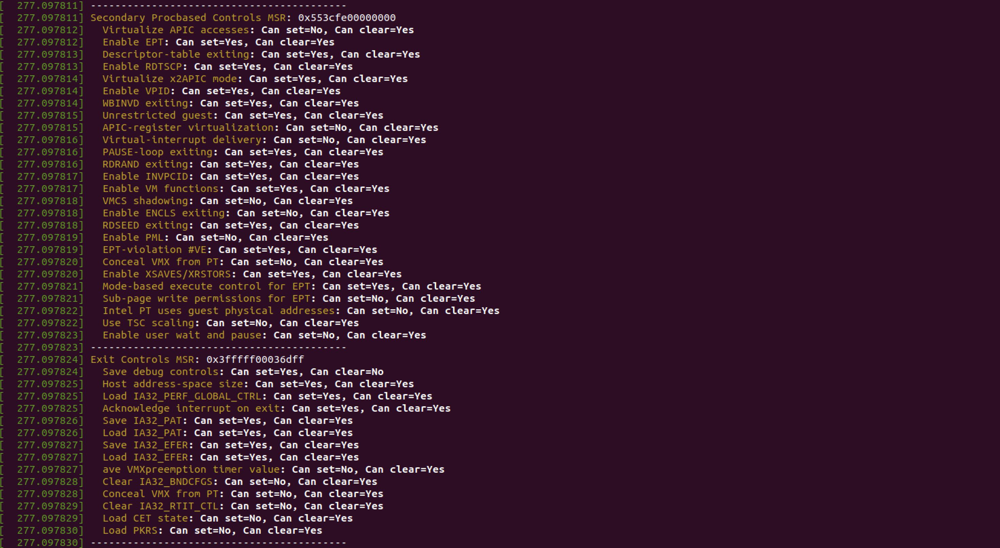 [  277.097811] ------------------------------------------
[  277.097811] Secondary Procbased Controls MSR: 0x553cfe00000000
[  277.097812]   Virtualize APIC accesses: Can set=No, Can clear=Yes
[  277.097812]   Enable EPT: Can set=Yes, Can clear=Yes
[  277.097813]   Descriptor-table exiting: Can set=Yes, Can clear=Yes
[  277.097813]   Enable RDTSCP: Can set=Yes, Can clear=Yes
[  277.097814]   Virtualize x2APIC mode: Can set=Yes, Can clear=Yes
[  277.097814]   Enable VPID: Can set=Yes, Can clear=Yes
[  277.097814]   WBINVD exiting: Can set=Yes, Can clear=Yes
[  277.097815]   Unrestricted guest: Can set=Yes, Can clear=Yes
[  277.097815]   APIC-register virtualization: Can set=No, Can clear=Yes
[  277.097816]   Virtual-interrupt delivery: Can set=No, Can clear=Yes
[  277.097816]   PAUSE-loop exiting: Can set=Yes, Can clear=Yes
[  277.097816]   RDRAND exiting: Can set=Yes, Can clear=Yes
[  277.097817]   Enable INVPCID: Can set=Yes, Can clear=Yes
[  277.097817]   Enable VM functions: Can set=Yes, Can clear=Yes
[  277.097818]   VMCS shadowing: Can set=No, Can clear=Yes
[  277.097818]   Enable ENCLS exiting: Can set=No, Can clear=Yes
[  277.097818]   RDSEED exiting: Can set=Yes, Can clear=Yes
[  277.097819]   Enable PML: Can set=No, Can clear=Yes
[  277.097819]   EPT-violation #VE: Can set=Yes, Can clear=Yes
[  277.097820]   Conceal VMX from PT: Can set=No, Can clear=Yes
[  277.097820]   Enable XSAVES/XRSTORS: Can set=Yes, Can clear=Yes
[  277.097821]   Mode-based execute control for EPT: Can set=Yes, Can clear=Yes
[  277.097821]   Sub-page write permissions for EPT: Can set=No, Can clear=Yes
[  277.097822]   Intel PT uses guest physical addresses: Can set=No, Can clear=Yes
[  277.097822]   Use TSC scaling: Can set=No, Can clear=Yes
[  277.097823]   Enable user wait and pause: Can set=No, Can clear=Yes
[  277.097823] ------------------------------------------
[  277.097824] Exit Controls MSR: 0x3fffff00036dff
[  277.097824]   Save debug controls: Can set=Yes, Can clear=No
[  277.097825]   Host address-space size: Can set=Yes, Can clear=Yes
[  277.097825]   Load IA32_PERF_GLOBAL_CTRL: Can set=Yes, Can clear=Yes
[  277.097825]   Acknowledge interrupt on exit: Can set=Yes, Can clear=Yes
[  277.097826]   Save IA32_PAT: Can set=Yes, Can clear=Yes
[  277.097826]   Load IA32_PAT: Can set=Yes, Can clear=Yes
[  277.097827]   Save IA32_EFER: Can set=Yes, Can clear=Yes
[  277.097827]   Load IA32_EFER: Can set=Yes, Can clear=Yes
[  277.097827]   ave VMXpreemption timer value: Can set=No, Can clear=Yes
[  277.097828]   Clear IA32_BNDCFGS: Can set=No, Can clear=Yes
[  277.097828]   Conceal VMX from PT: Can set=No, Can clear=Yes
[  277.097829]   Clear IA32_RTIT_CTL: Can set=No, Can clear=Yes
[  277.097829]   Load CET state: Can set=No, Can clear=Yes
[  277.097830]   Load PKRS: Can set=No, Can clear=Yes
[  277.097830] ------------------------------------------